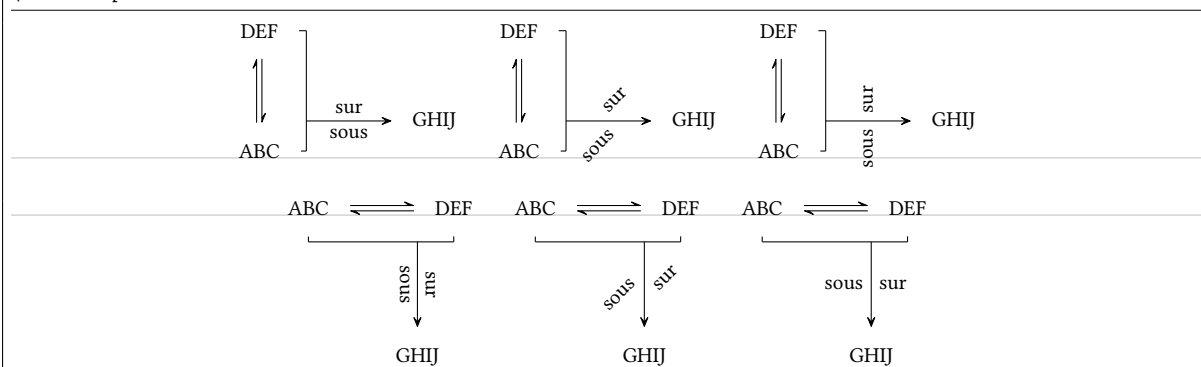 DEF DEF DEF
sur sur sur
GHIJ GHIJ GHIJ
sous sous sous
ABC ABC ABC
ABC DEF ABC DEF ABC DEF
sous sur sous sur sous sur
GHIJ GHIJ GHIJ